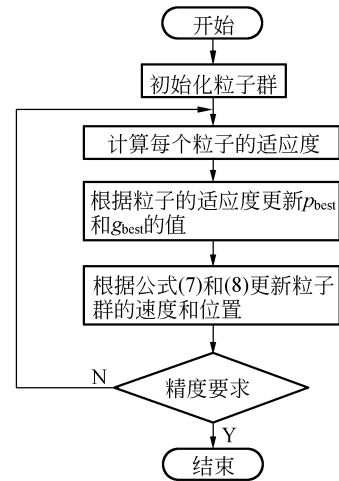 开始
初始化粒子群
计算每个粒子的适应度
根据粒子的适应度更新pbest
和gbest的值
根据公式(7)和(8)更新粒子
群的速度和位置
N
精度要求
Y
结束